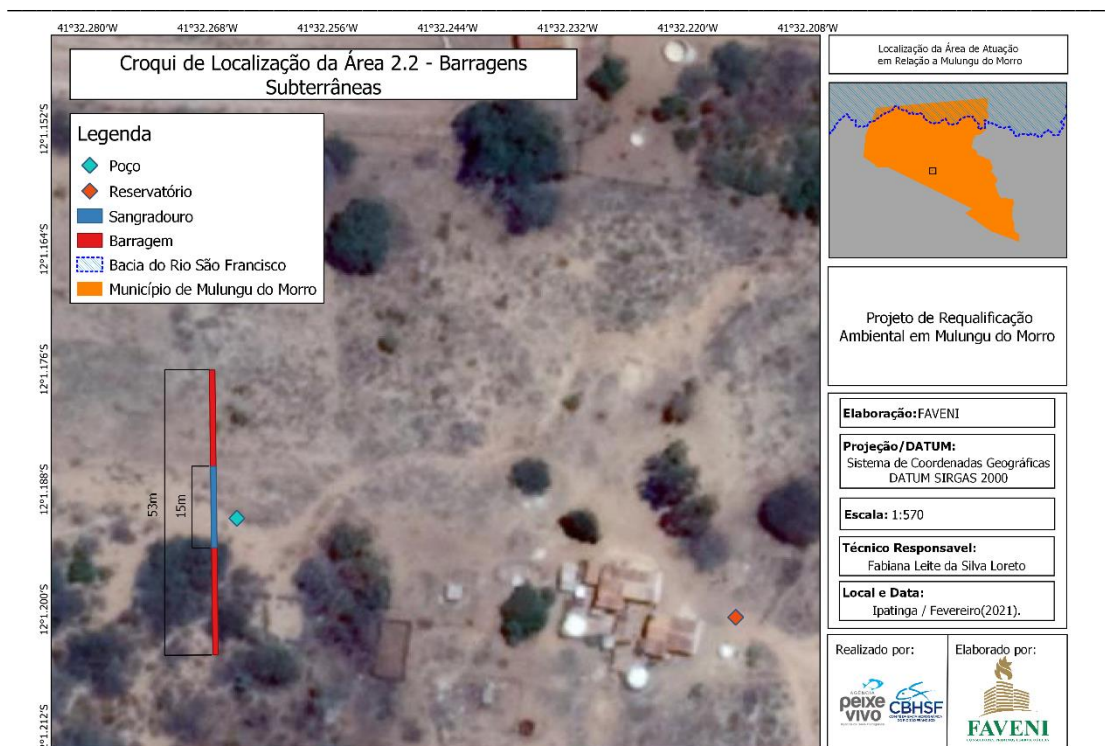 41°32.280'W 41°32.268'W 41°32.256'W 41°32.244'W 41°32.232'W 41°32.220'W 41°32.208'W
Croqui de Localização da Área 2.2 - Barragens
Subterrâneas
Legenda
Poço
Reservatório
Sangradouro
Barragem
Bacia do Rio São Francisco
Município de Mulungu do Morro
12°1.152'S
12°1.164'S
12°1.176'S
12°1.188'S
12°1.200'S
12°1.212'S
53m
15m
Localização da Área de Atuação
em Relação a Mulungu do Morro
Projeto de Requalificação
Ambiental em Mulungu do Morro
Elaboração:FAVENI
Projeção/DATUM:
Sistema de Coordenadas Geográficas
DATUM SIRGAS 2000
Escala: 1:570
Técnico Responsavel:
Fabiana Leite da Silva Loreto
Local e Data:
Ipatinga / Fevereiro(2021).
Realizado por:
AGÊNCIA
peixe
vivo
CBHSF
Elaborado por:
FAVENI